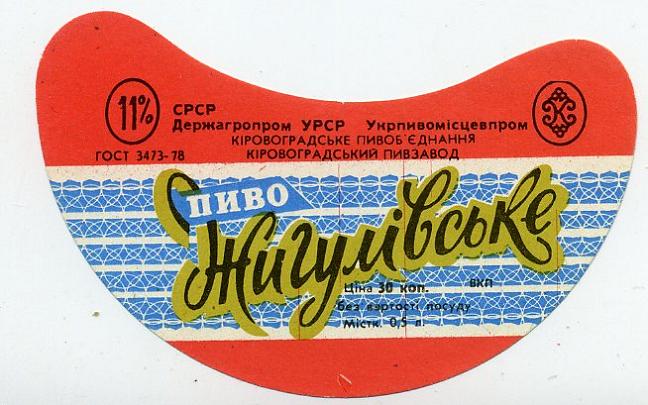 11%
СРСР
Держагропром УРСР Укрпивомісцевпром
КІРОВОГРАДСЬКЕ ПИВОБ'ЄДНАННЯ
ГОСТ 3473-78 КІРОВОГРАДСЬКИЙ ПИВЗАВОД
ПИВО
Жигулівське
Ціна 30 коп. ВКП
без вартості посуду
Містк. 0,5 л.